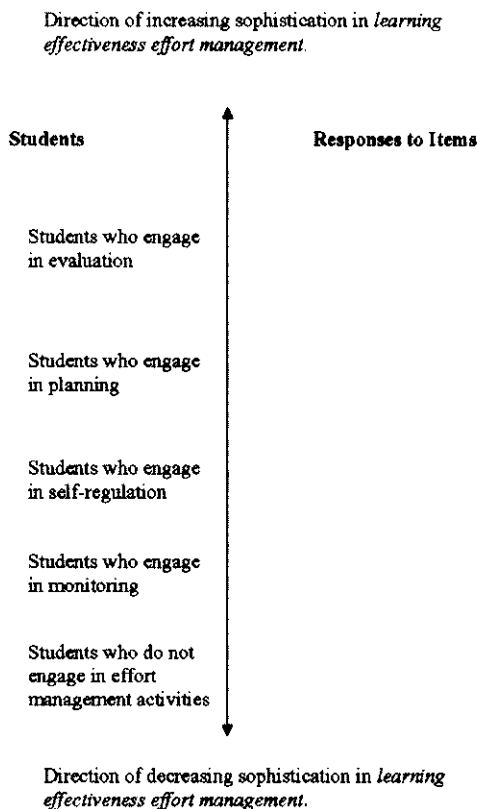 Direction of increasing sophistication in learning
effectiveness effort management.
Students
Responses to Items
Students who engage
in evaluation
Students who engage
in planning
Students who engage
in self-regulation
Students who engage
in monitoring
Students who do not
engage in effort
management activities
Direction of decreasing sophistication in learning
effectiveness effort management.